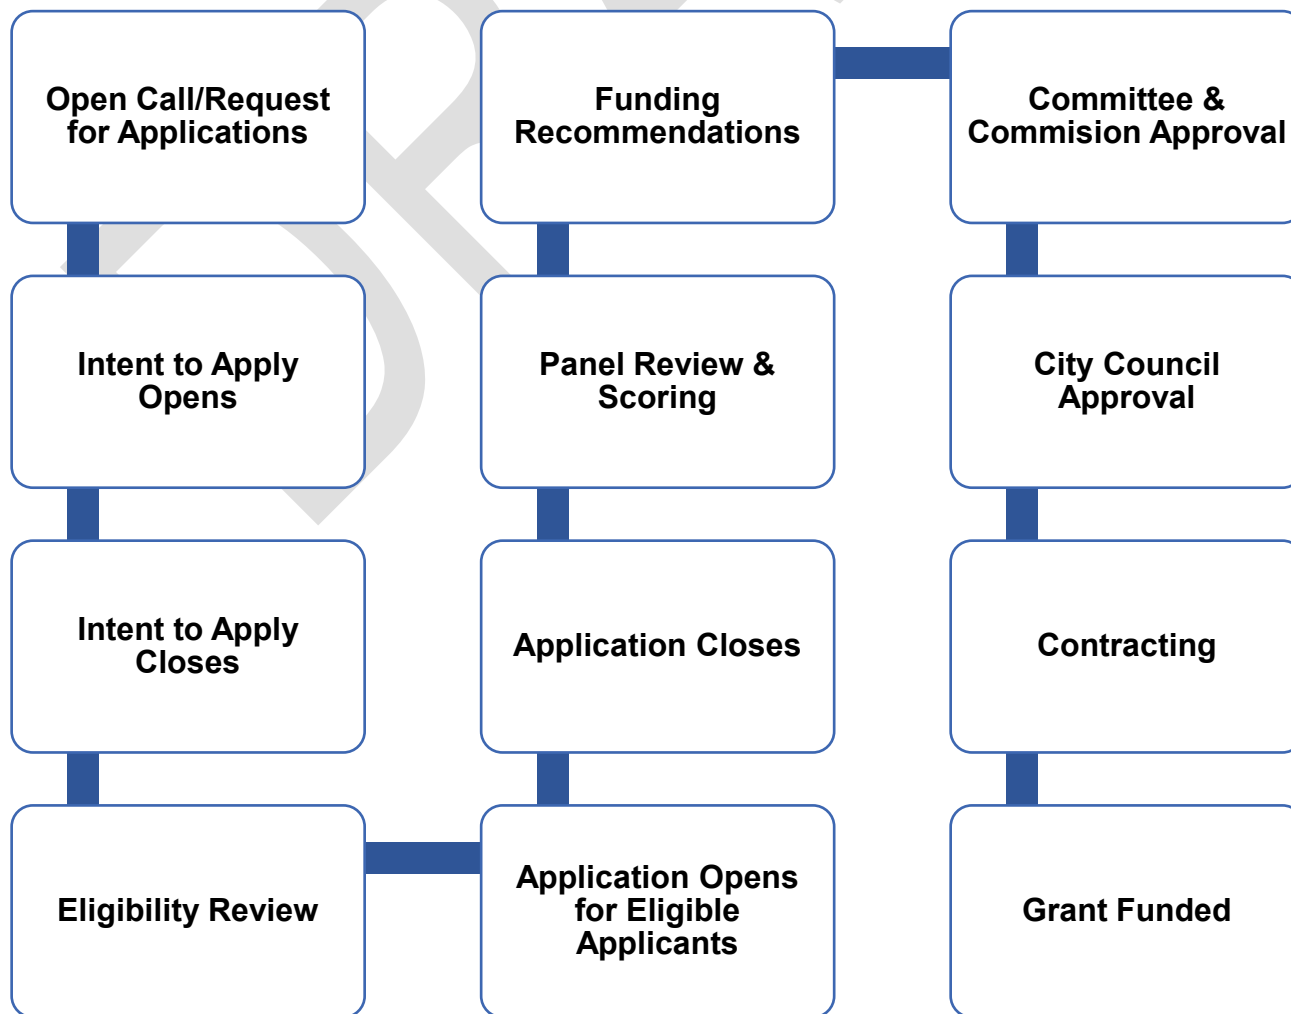 Open Call/Request
for Applications
Intent to Apply
Opens
Intent to Apply
Closes
Eligibility Review
Application Opens
for Eligible
Applicants
Application Closes
Panel Review &
Scoring
Funding
Recommendations
Committee &
Commision Approval
City Council
Approval
Contracting
Grant Funded